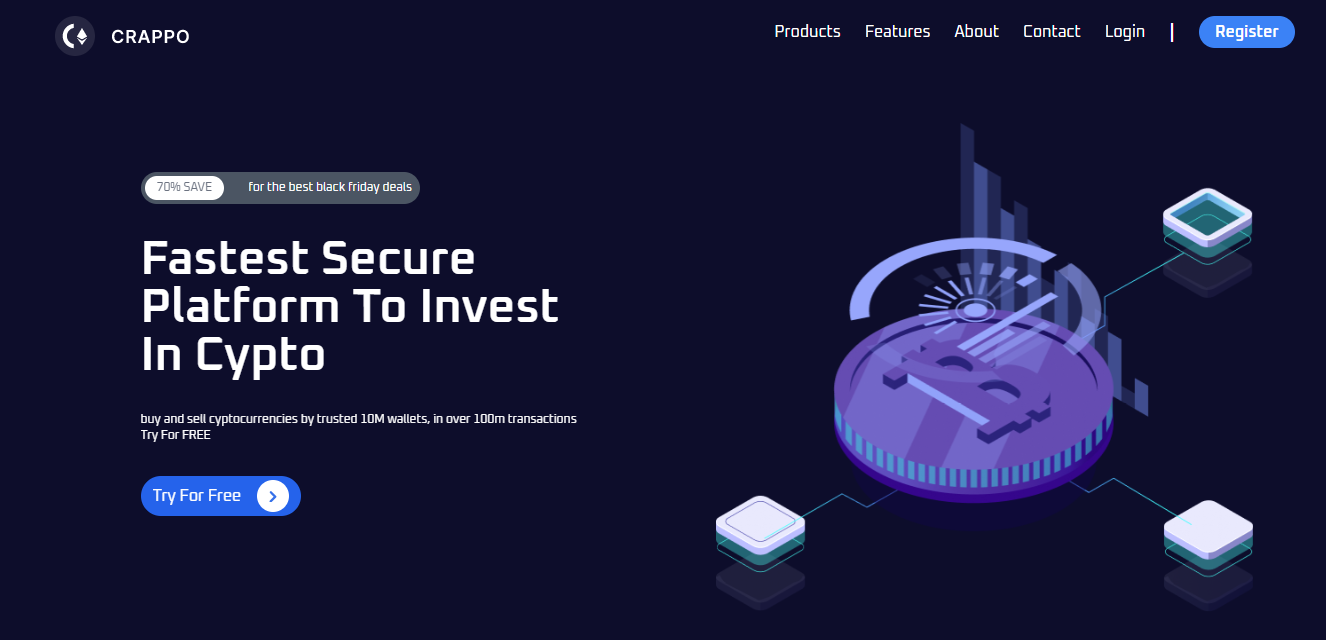 CRAPPO
Products Features About Contact Login | Register
70% SAVE for the best black friday deals
Fastest Secure
Platform To Invest
In Cypto
buy and sell cyptocurrencies by trusted 10M wallets, in over 100m transactions
Try For FREE
Try For Free